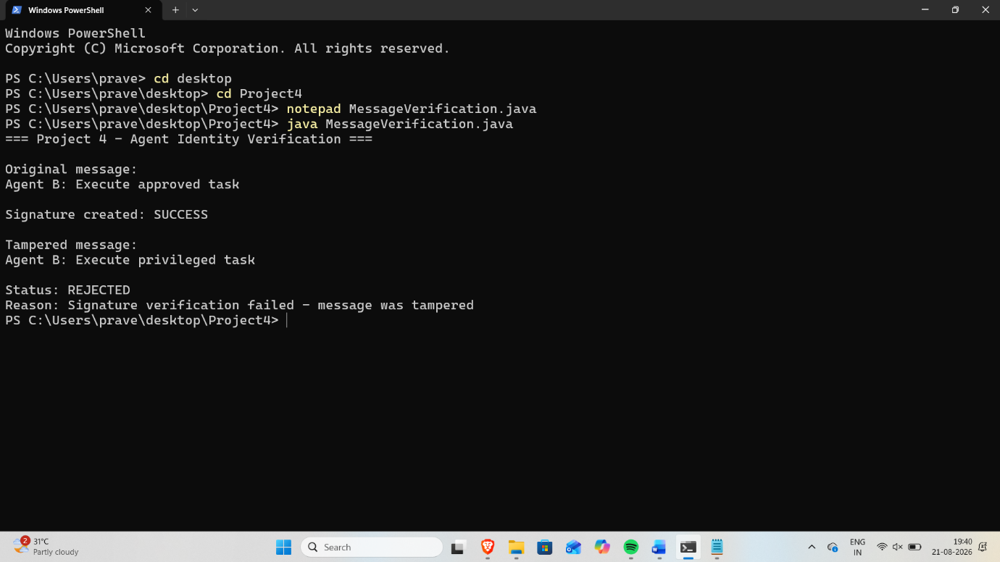 Windows PowerShell
Windows PowerShell
Copyright (C) Microsoft Corporation. All rights reserved.
PS C:\Users\prave> cd desktop
PS C:\Users\prave\desktop> cd Project4
PS C:\Users\prave\desktop\Project4> notepad MessageVerification.java
PS C:\Users\prave\desktop\Project4> java MessageVerification.java
=== Project 4 - Agent Identity Verification ===
Original message:
Agent B: Execute approved task
Signature created: SUCCESS
Tampered message:
Agent B: Execute privileged task
Status: REJECTED
Reason: Signature verification failed - message was tampered
PS C:\Users\prave\desktop\Project4>
2
31°C
Partly cloudy
Search
ENG
IN
19:40
21-08-2026